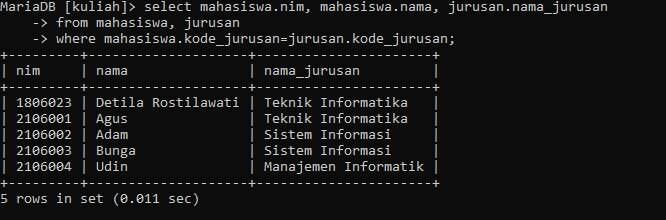 MariaDB [kuliah]> select mahasiswa.nim, mahasiswa.nama, jurusan.nama_jurusan
    -> from mahasiswa, jurusan
    -> where mahasiswa.kode_jurusan=jurusan.kode_jurusan;
+---------+--------------------+----------------------+
| nim     | nama               | nama_jurusan         |
+---------+--------------------+----------------------+
| 1806023 | Detila Rostilawati | Teknik Informatika   |
| 2106001 | Agus               | Teknik Informatika   |
| 2106002 | Adam               | Sistem Informasi     |
| 2106003 | Bunga              | Sistem Informasi     |
| 2106004 | Udin               | Manajemen Informatik |
+---------+--------------------+----------------------+
5 rows in set (0.011 sec)